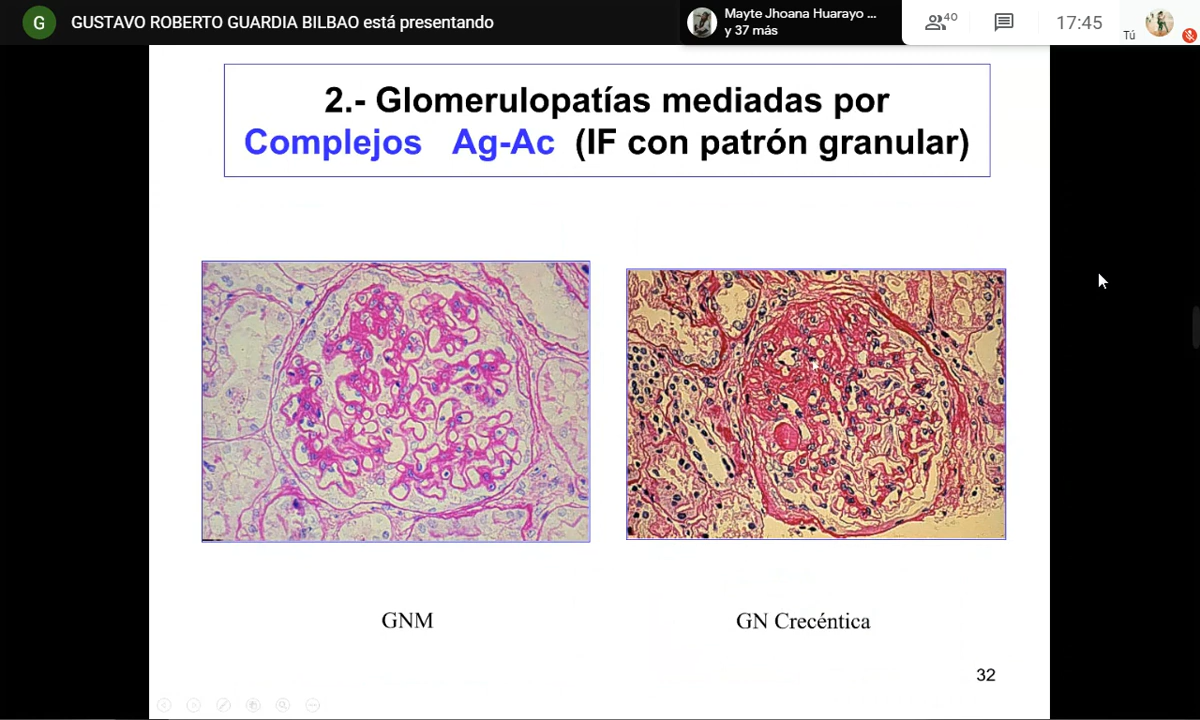 G GUSTAVO ROBERTO GUARDIA BILBAO está presentando
Mayte Jhoana Huarayo ...
y 37 más
40
17:45
Tú
2.- Glomerulopatías mediadas por
Complejos Ag-Ac (IF con patrón granular)
GNM
GN Crecéntica
32